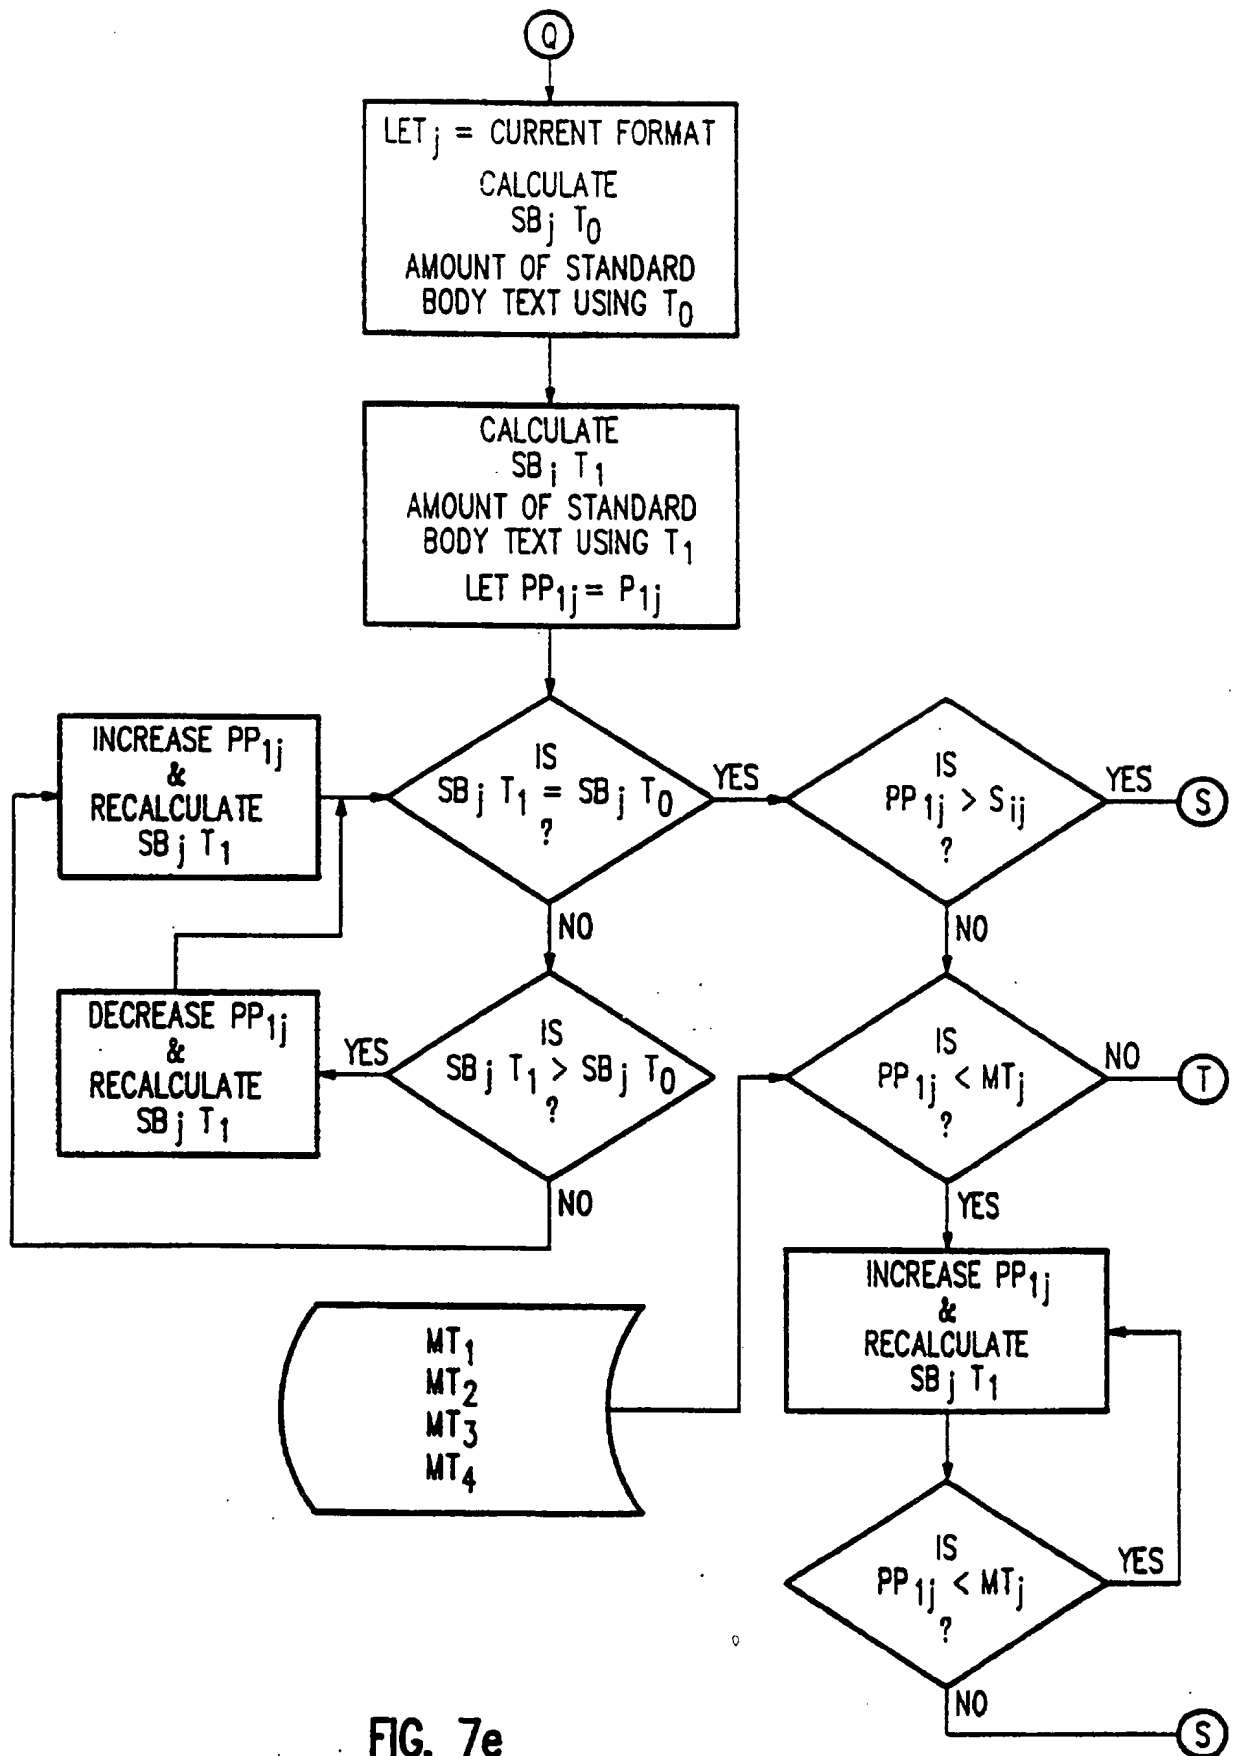 Q
LET j = CURRENT FORMAT
CALCULATE
SB j T0
AMOUNT OF STANDARD
BODY TEXT USING T0
CALCULATE
SB j T1
AMOUNT OF STANDARD
BODY TEXT USING T1
LET PP1j = P1j
INCREASE PP1j
&
RECALCULATE
SB j T1
IS
SB j T1 = SB j T0
?
YES
IS
PP1j > S ij
?
YES
S
NO
NO
DECREASE PP1j
&
RECALCULATE
SB j T1
YES
IS
SB j T1 > SB j T0
?
IS
PP1j < MTj
?
NO
T
NO
YES
INCREASE PP1j
&
RECALCULATE
SB j T1
MT1
MT2
MT3
MT4
IS
PP1j < MTj
?
YES
NO
S
FIG. 7e